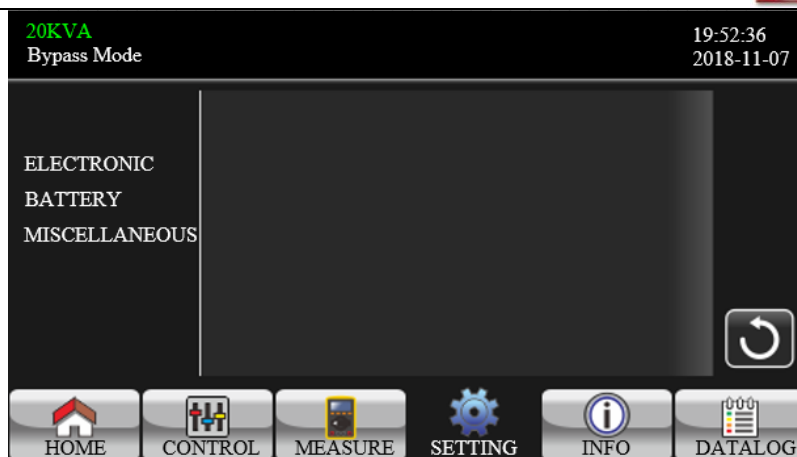 20KVA
Bypass Mode
19:52:36
2018-11-07
ELECTRONIC
BATTERY
MISCELLANEOUS
HOME
CONTROL
MEASURE
SETTING
INFO
DATALOG